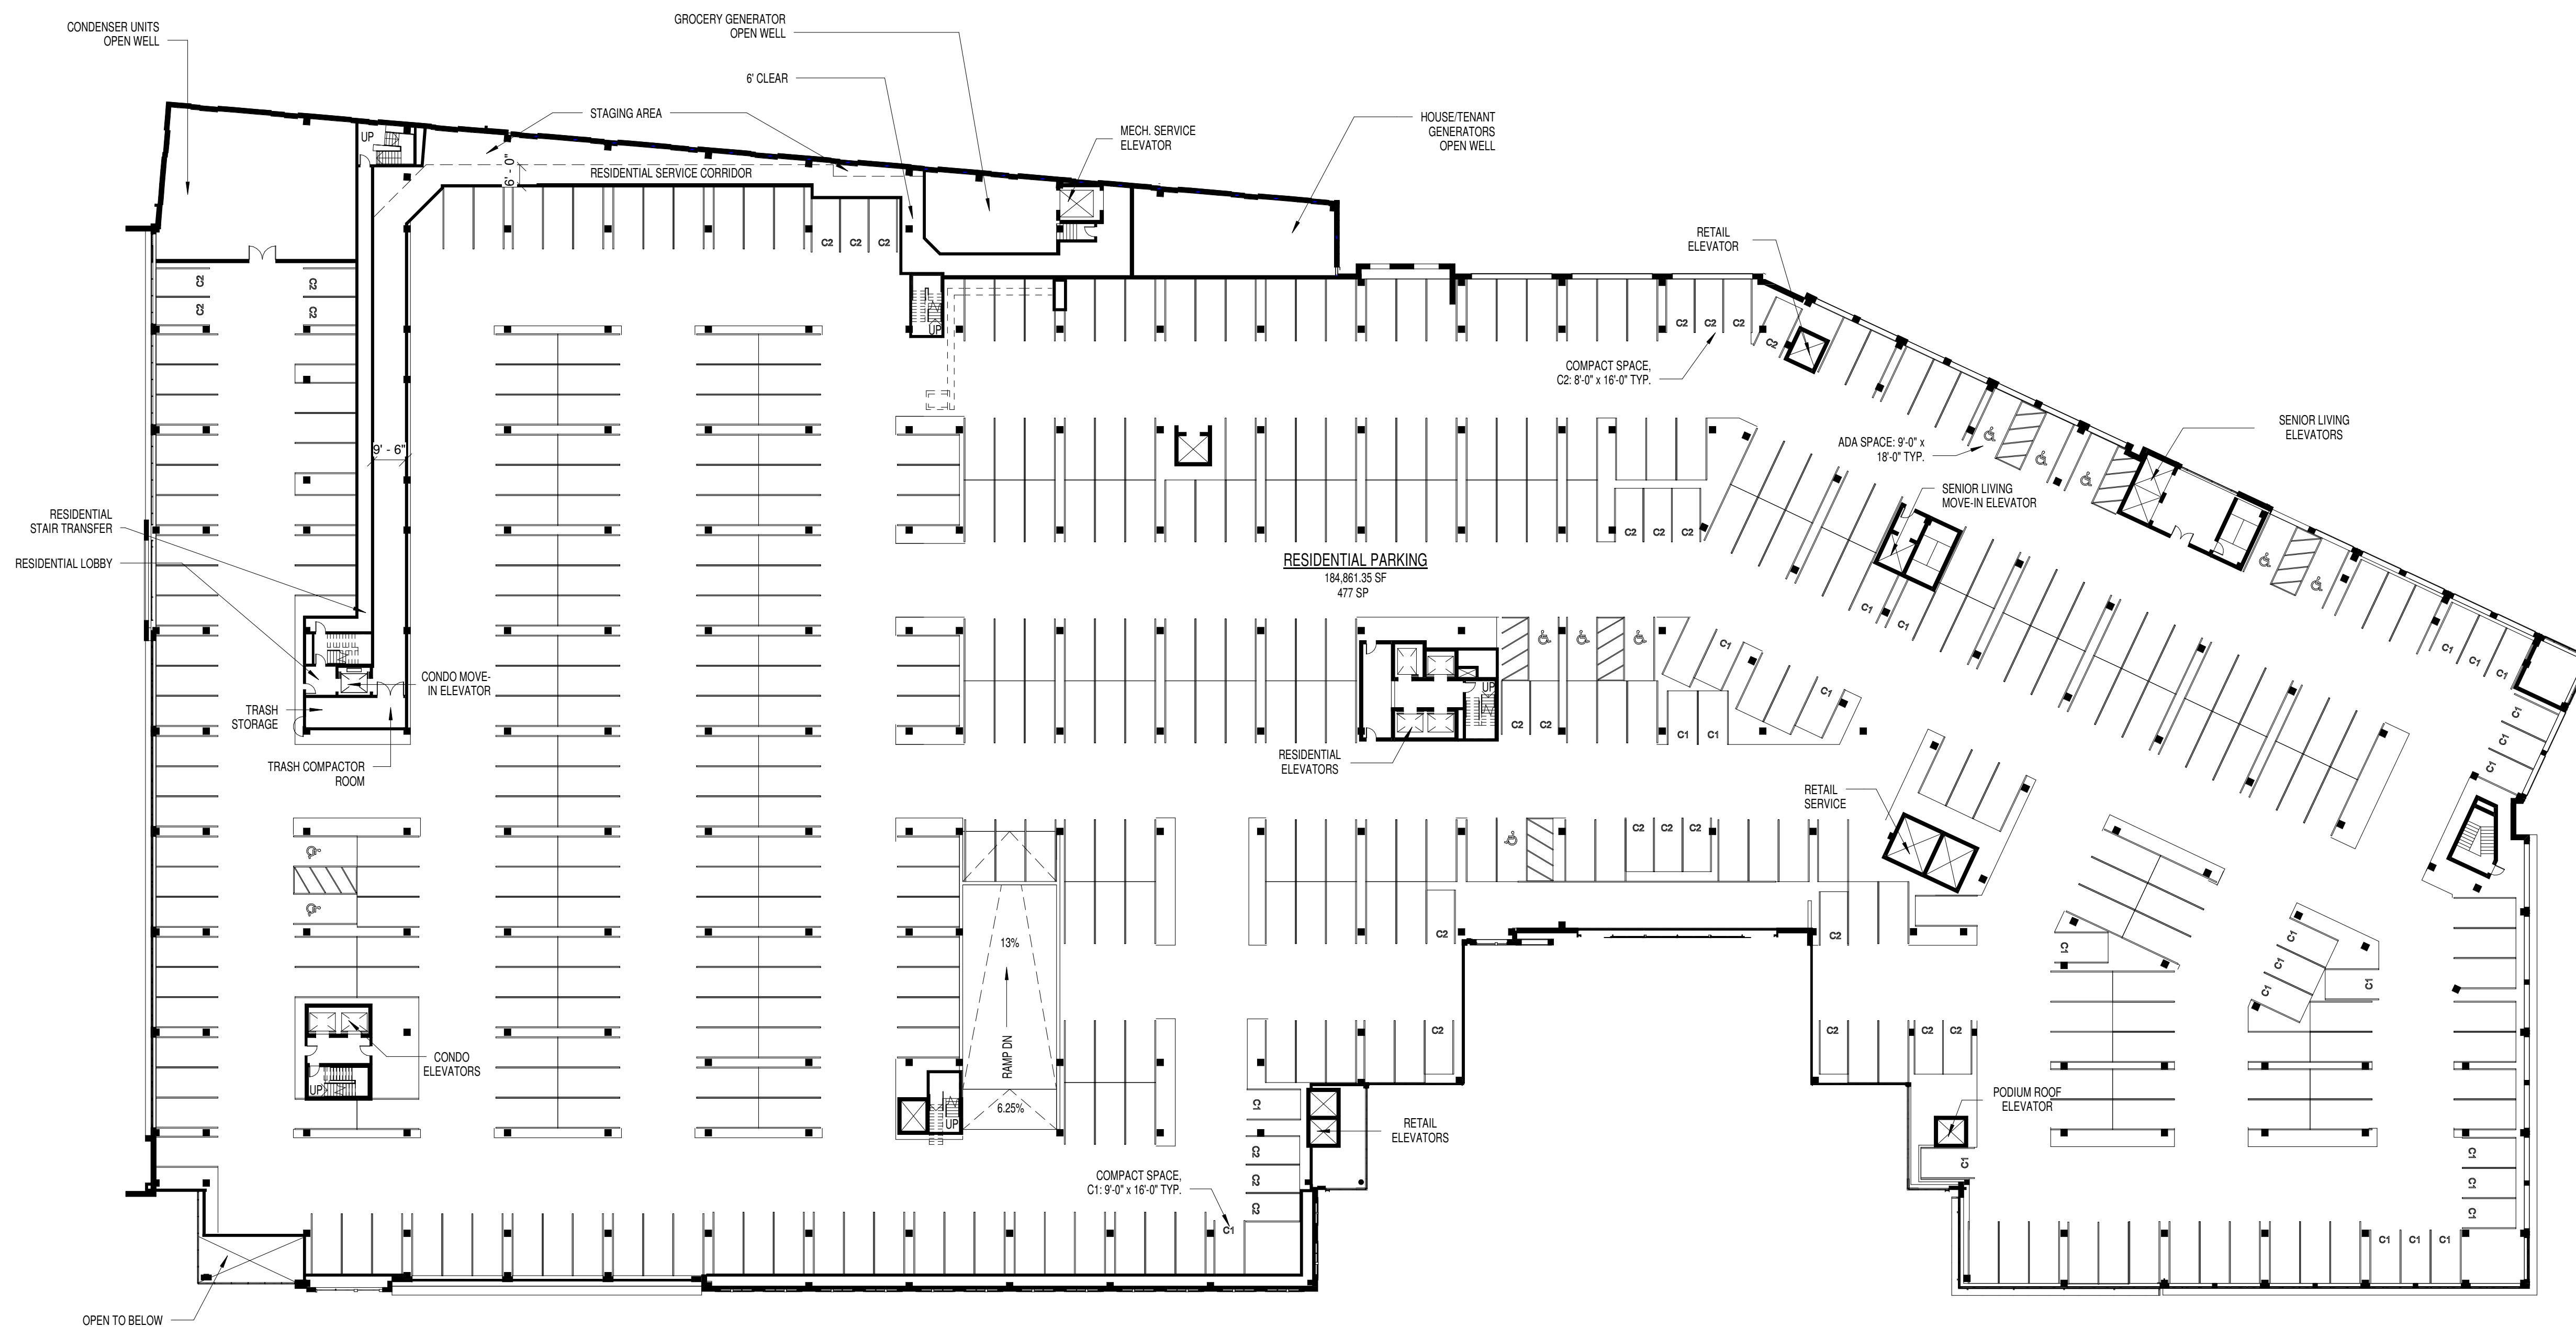 CONDENSER UNITS
OPEN WELL
GROCERY GENERATOR
OPEN WELL
6' CLEAR
STAGING AREA
MECH. SERVICE
ELEVATOR
HOUSE/TENANT
GENERATORS
OPEN WELL
UP
6' - 0"
RESIDENTIAL SERVICE CORRIDOR
C2
C2
C2
RETAIL
ELEVATOR
C2
C2
C2
C2
UP
C2
C2
C2
C2
COMPACT SPACE,
C2: 8'-0" x 16'-0" TYP.
9' - 6"
ADA SPACE: 9'-0" x
18'-0" TYP.
SENIOR LIVING
ELEVATORS
SENIOR LIVING
MOVE-IN ELEVATOR
RESIDENTIAL
STAIR TRANSFER
RESIDENTIAL LOBBY
C2
C2
C2
RESIDENTIAL PARKING
184,861.35 SF
477 SP
C1
C1
C1
C1
C1
C1
C1
CONDO MOVE-
IN ELEVATOR
TRASH
STORAGE
TRASH COMPACTOR
ROOM
UP
C2
C2
C1
C1
C1
C1
C1
RESIDENTIAL
ELEVATORS
RETAIL
SERVICE
C2
C2
C2
13%
RAMP DN
6.25%
C2
C2
C1
C1
C1
C1
C1
C2
C2
C2
C2
CONDO
ELEVATORS
UP
UP
C1
C2
C2
C2
RETAIL
ELEVATORS
PODIUM ROOF
ELEVATOR
C1
C1
C1
C1
COMPACT SPACE,
C1: 9'-0" x 16'-0" TYP.
C1
C1
C1
C1
OPEN TO BELOW